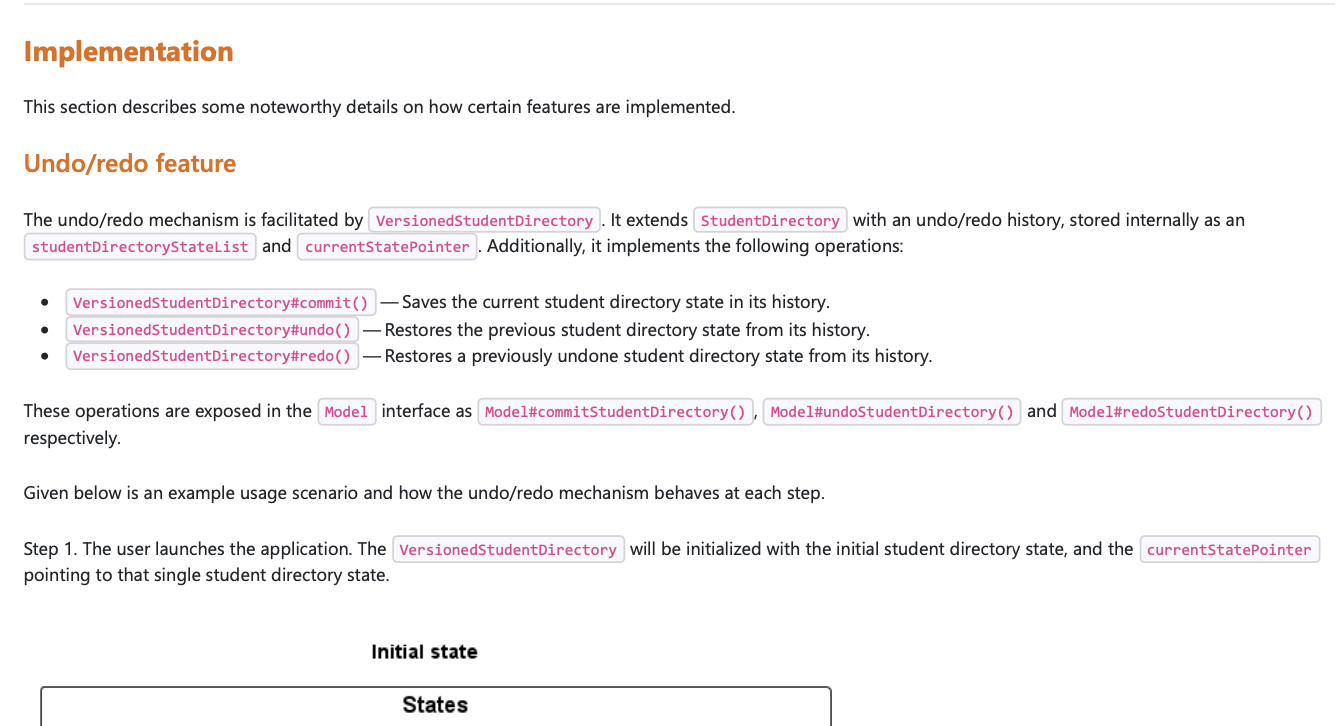 Implementation
This section describes some noteworthy details on how certain features are implemented.
Undo/redo feature
The undo/redo mechanism is facilitated by VersionedStudentDirectory. It extends StudentDirectory with an undo/redo history, stored internally as an
studentDirectoryStateList and currentStatePointer. Additionally, it implements the following operations:
• VersionedStudentDirectory#commit() — Saves the current student directory state in its history.
• VersionedStudentDirectory#undo() — Restores the previous student directory state from its history.
• VersionedStudentDirectory#redo() — Restores a previously undone student directory state from its history.
These operations are exposed in the Model interface as Model#commitStudentDirectory(), Model#undoStudentDirectory() and Model#redoStudentDirectory()
respectively.
Given below is an example usage scenario and how the undo/redo mechanism behaves at each step.
Step 1. The user launches the application. The VersionedStudentDirectory will be initialized with the initial student directory state, and the currentStatePointer
pointing to that single student directory state.
Initial state
States